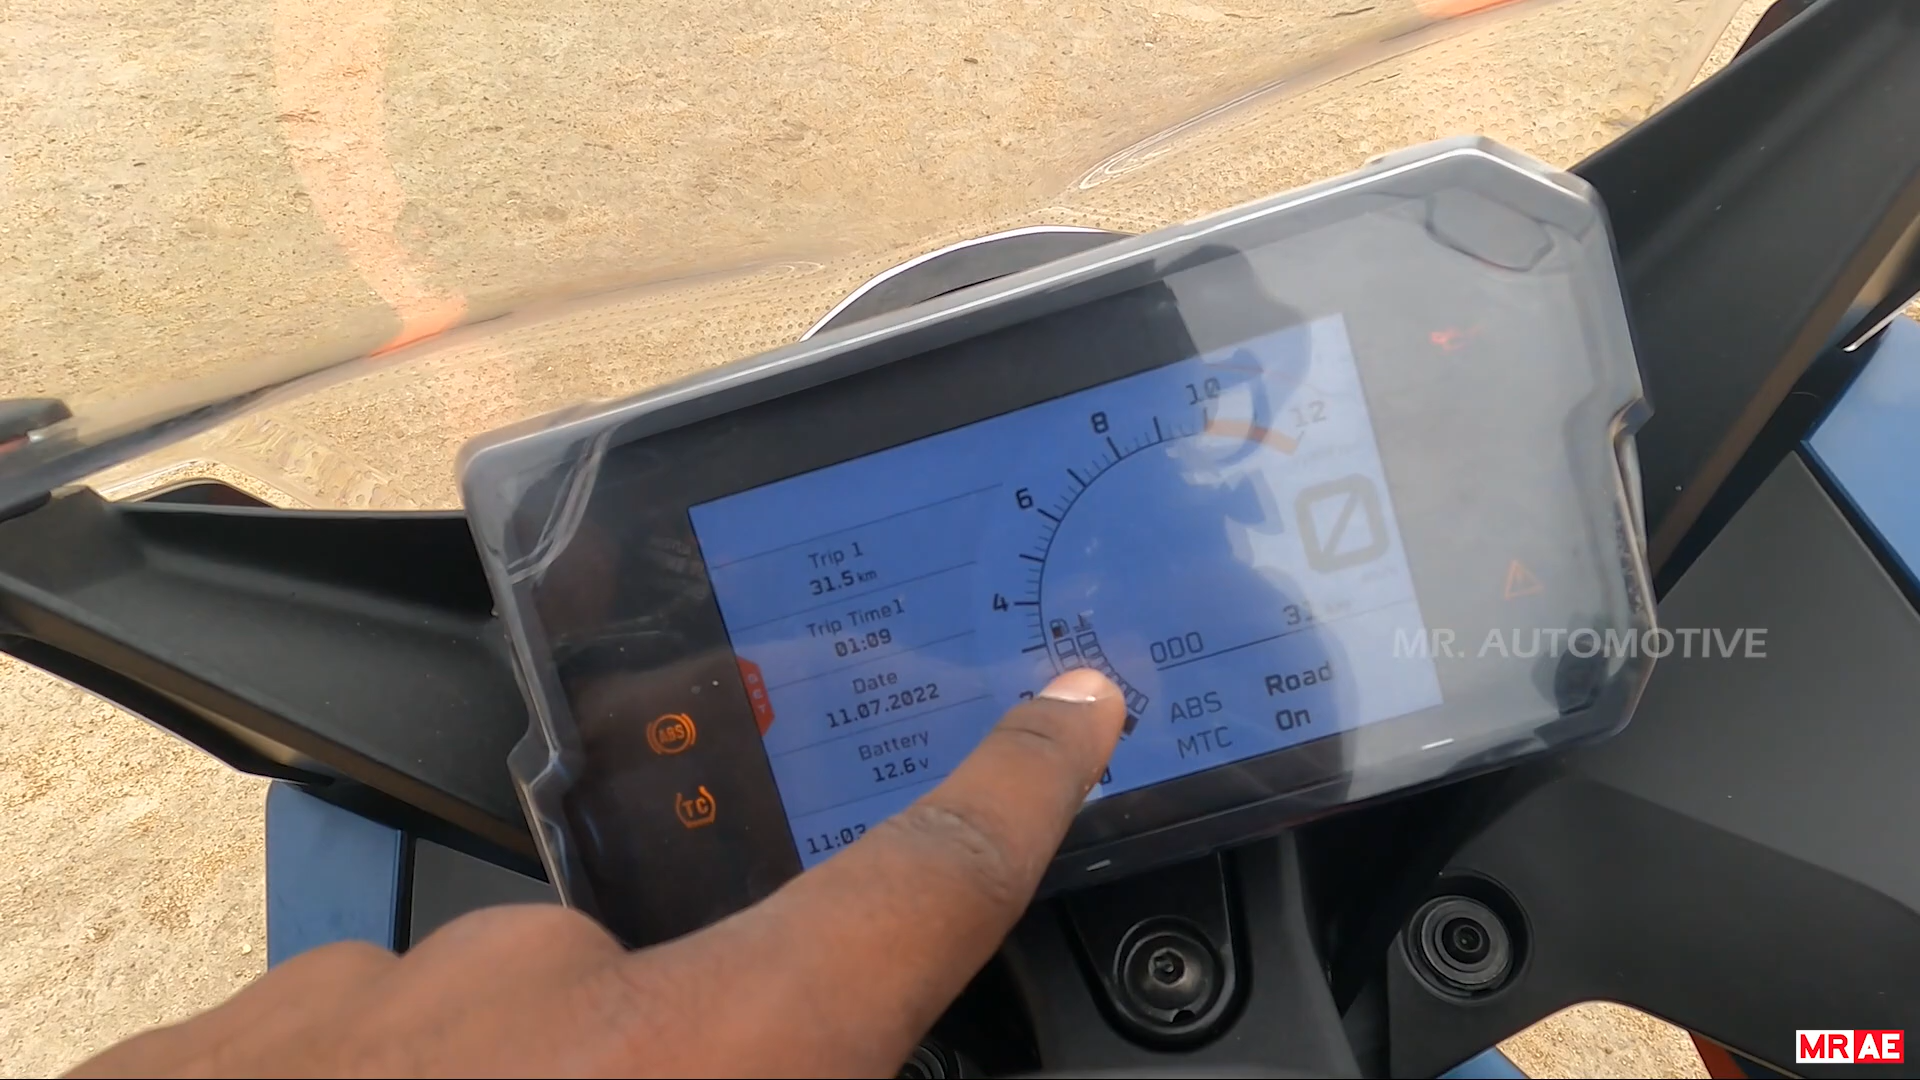 10
12
8
6
4
Trip 1
31.5 km
Trip Time1
01:09
Date
11.07.2022
Battery
12.6 v
11:03
SET
ODO
ABS
Road
MTC
On
ABS
TC
MR. AUTOMOTIVE
MR AE